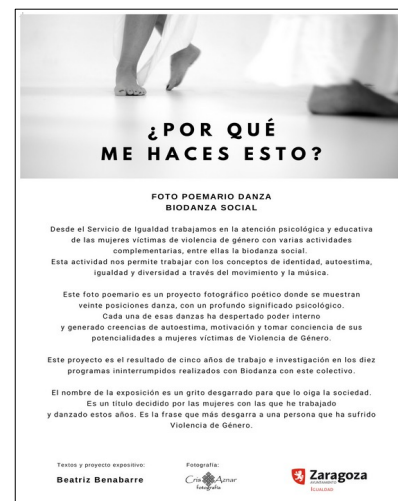 ¿POR QUÉ
ME HACES ESTO?
FOTO POEMARIO DANZA
BIODANZA SOCIAL
Desde el Servicio de Igualdad trabajamos en la atención psicológica y educativa
de las mujeres víctimas de violencia de género con varias actividades
complementarias, entre ellas la biodanza social.
Esta actividad nos permite trabajar con los conceptos de identidad, autoestima,
igualdad y diversidad a través del movimiento y la música.
Este foto poemario es un proyecto fotográfico poético donde se muestran
veinte posiciones danza, con un profundo significado psicológico.
Cada una de esas danzas ha despertado poder interno
y generado creencias de autoestima, motivación y tomar conciencia de sus
potencialidades a mujeres víctimas de Violencia de Género.
Este proyecto es el resultado de cinco años de trabajo e investigación en los diez
programas ininterrumpidos realizados con Biodanza con este colectivo.
El nombre de la exposición es un grito desgarrado para que lo oiga la sociedad.
Es un título decidido por las mujeres con las que he trabajado
y danzado estos años. Es la frase que más desgarra a una persona que ha sufrido
Violencia de Género.
Textos y proyecto expositivo:
Beatriz Benabarre
Fotografía:
Cris Aznar
fotografía
Zaragoza
AYUNTAMIENTO
IGUALDAD